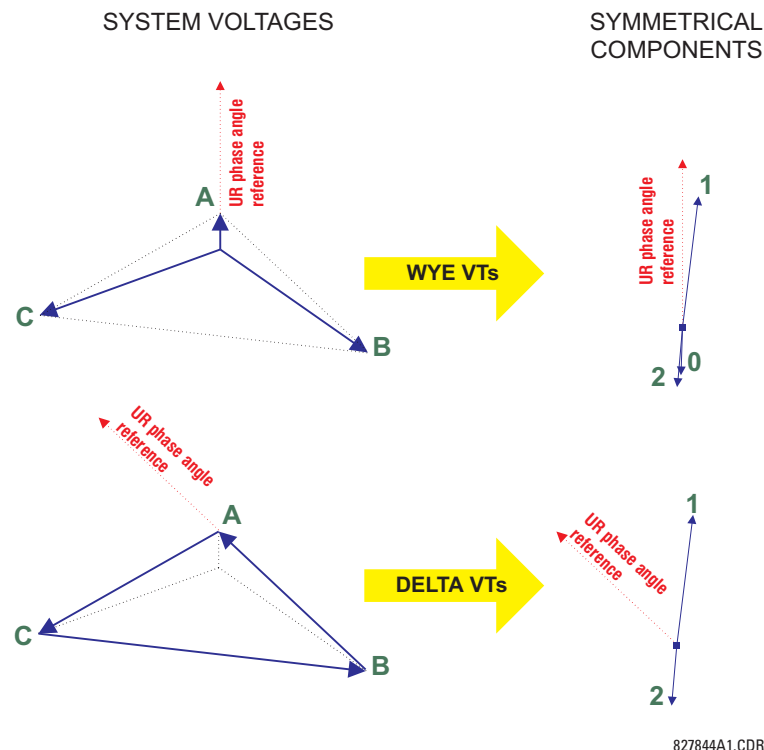 SYSTEM VOLTAGES
SYMMETRICAL
COMPONENTS
UR phase angle
reference
A
C
B
WYE VTs
UR phase angle
reference
1
2
0
UR phase angle
reference
A
C
B
DELTA VTs
UR phase angle
reference
1
2
827844A1.CDR